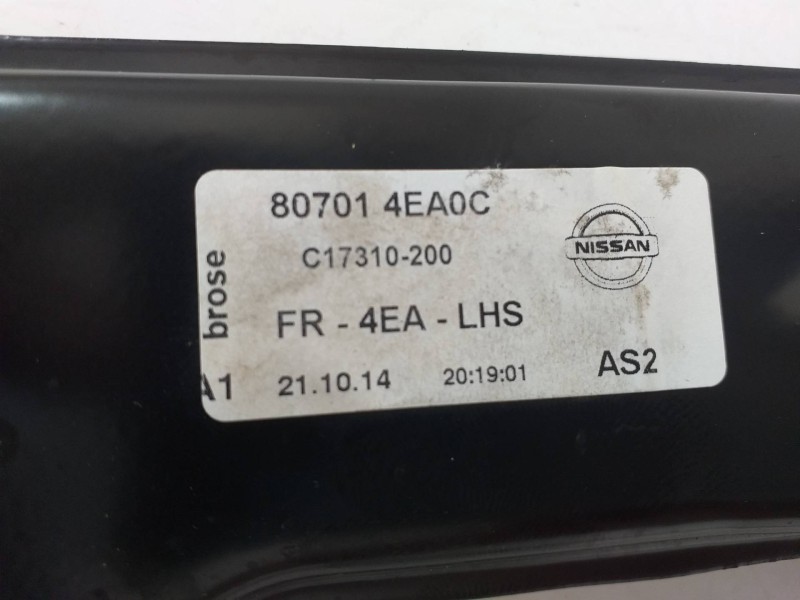 80701 4EA0C
C17310-200
NISSAN
brose
FR - 4EA - LHS
A1 21.10.14 20:19:01 AS2